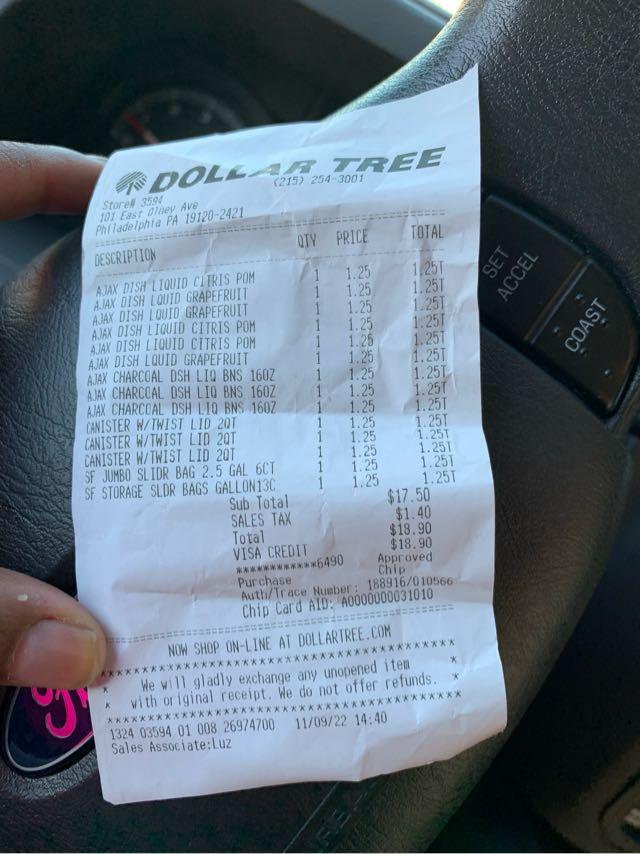 DOLLAR TREE
(215) 254-3001
Store# 3594
101 East Olney Ave
Philadelphia PA 19120-2421
DESCRIPTION QTY PRICE TOTAL
AJAX DISH LIQUID CITRIS POM 1 1.25 1.25T
AJAX DISH LQUID GRAPEFRUIT 1 1.25 1.25T
AJAX DISH LQUID GRAPEFRUIT 1 1.25 1.25T
AJAX DISH LIQUID CITRIS POM 1 1.25 1.25T
AJAX DISH LIQUID CITRIS POM 1 1.25 1.25T
AJAX DISH LQUID GRAPEFRUIT 1 1.25 1.25T
AJAX CHARCOAL DSH LIQ BNS 16OZ 1 1.25 1.25T
AJAX CHARCOAL DSH LIQ BNS 16OZ 1 1.25 1.25T
AJAX CHARCOAL DSH LIQ BNS 16OZ 1 1.25 1.25T
CANISTER W/TWIST LID 2QT 1 1.25 1.25T
CANISTER W/TWIST LID 2QT 1 1.25 1.25T
CANISTER W/TWIST LID 2QT 1 1.25 1.25T
SF JUMBO SLIDR BAG 2.5 GAL 6CT 1 1.25 1.25T
SF STORAGE SLDR BAGS GALLON13C 1 1.25 1.25T
Sub Total $17.50
SALES TAX $1.40
Total $18.90
VISA CREDIT $18.90
************6490 Approved
Purchase Chip
Auth/Trace Number: 188916/010566
Chip Card AID: A0000000031010
NOW SHOP ON-LINE AT DOLLARTREE.COM
* We will gladly exchange any unopened item *
* with original receipt. We do not offer refunds. *
1324 03594 01 008 26974700 11/09/22 14:40
Sales Associate:Luz
SET
ACCEL
COAST